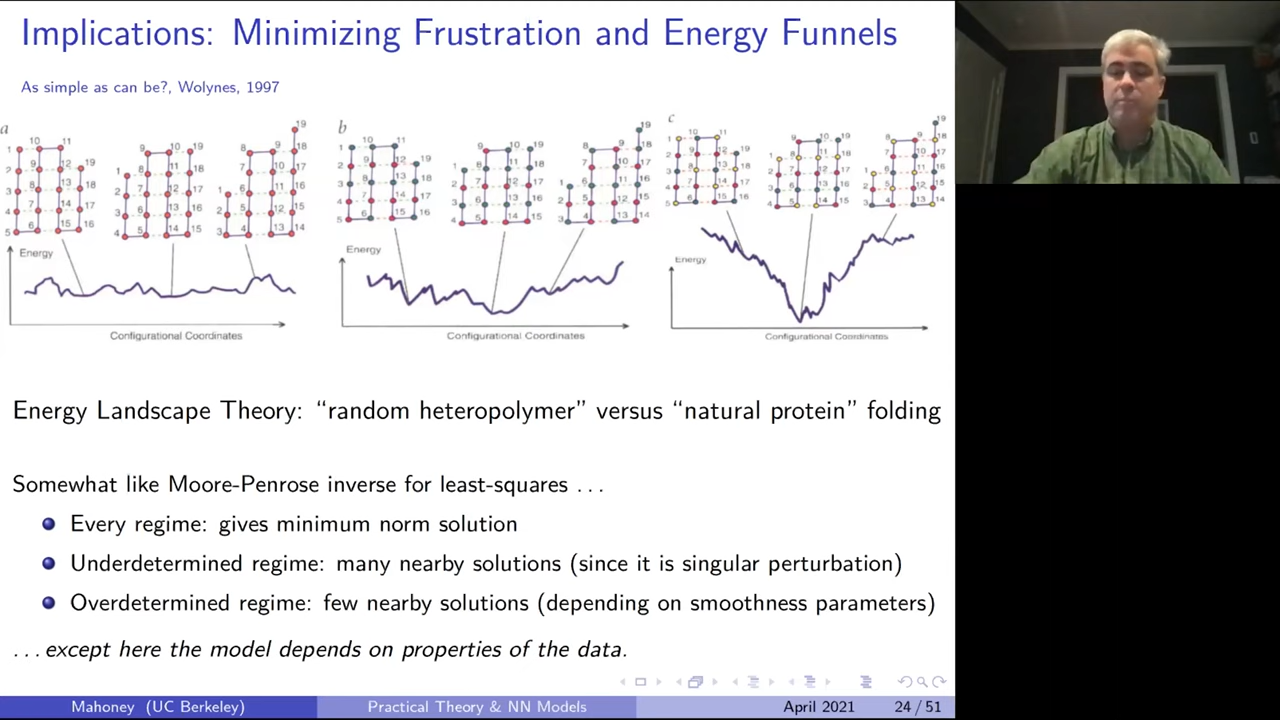 Implications: Minimizing Frustration and Energy Funnels
As simple as can be?, Wolynes, 1997
a
b
c
Energy
Energy
Energy
Configurational Coordinates
Configurational Coordinates
Configurational Coordinates
Energy Landscape Theory: “random heteropolymer” versus “natural protein” folding
Somewhat like Moore-Penrose inverse for least-squares . . .
Every regime: gives minimum norm solution
Underdetermined regime: many nearby solutions (since it is singular perturbation)
Overdetermined regime: few nearby solutions (depending on smoothness parameters)
. . . except here the model depends on properties of the data.
Mahoney (UC Berkeley)
Practical Theory & NN Models
April 2021
24 / 51